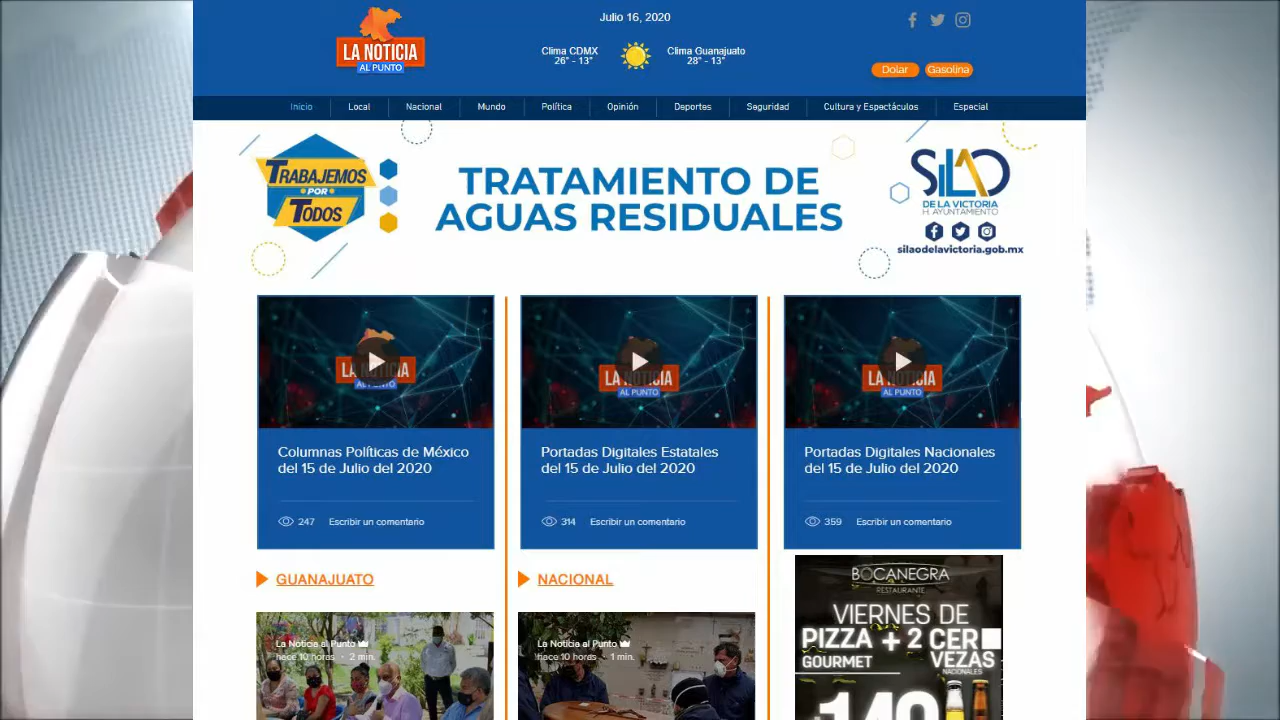 LA NOTICIA
AL PUNTO
Julio 16, 2020
Clima CDMX
26° - 13°
Clima Guanajuato
28° - 13°
Dolar
Gasolina
Inicio
Local
Nacional
Mundo
Política
Opinión
Deportes
Seguridad
Cultura y Espectáculos
Especial
TRABAJEMOS
POR
TODOS
TRATAMIENTO DE
AGUAS RESIDUALES
SILAO
DE LA VICTORIA
H. AYUNTAMIENTO
silaodelavictoria.gob.mx
LA NOTICIA
AL PUNTO
Columnas Políticas de México
del 15 de Julio del 2020
247
Escribir un comentario
LA NOTICIA
AL PUNTO
Portadas Digitales Estatales
del 15 de Julio del 2020
314
Escribir un comentario
LA NOTICIA
AL PUNTO
Portadas Digitales Nacionales
del 15 de Julio del 2020
359
Escribir un comentario
GUANAJUATO
La Noticia al Punto
hace 10 horas · 2 min.
NACIONAL
La Noticia al Punto
hace 10 horas · 1 min.
BOCANEGRA
RESTAURANTE
VIERNES DE
PIZZA + 2 CER
GOURMET
VEZAS
NACIONALES
140